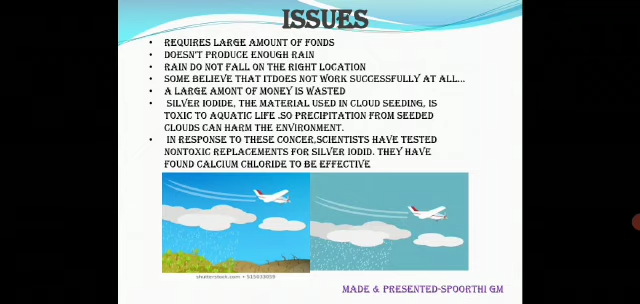 ISSUES
• REQUIRES LARGE AMOUNT OF FONDS
• DOESN'T PRODUCE ENOUGH RAIN
• RAIN DO NOT FALL ON THE RIGHT LOCATION
• SOME BELIEVE THAT ITDOES NOT WORK SUCCESSFULLY AT ALL...
• A LARGE AMONT OF MONEY IS WASTED
• SILVER IODIDE, THE MATERIAL USED IN CLOUD SEEDING, IS
TOXIC TO AQUATIC LIFE .SO PRECIPITATION FROM SEEDED
CLOUDS CAN HARM THE ENVIRONMENT.
• IN RESPONSE TO THESE CONCER,SCIENTISTS HAVE TESTED
NONTOXIC REPLACEMENTS FOR SILVER IODID. THEY HAVE
FOUND CALCIUM CHLORIDE TO BE EFFECTIVE
shutterstock.com • 515033059
MADE & PRESENTED-SPOORTHI GM